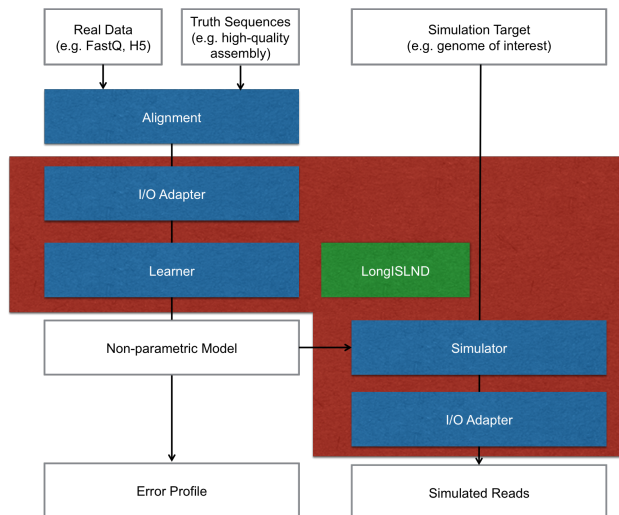 Real Data
(e.g. FastQ, H5)
Truth Sequences
(e.g. high-quality
assembly)
Simulation Target
(e.g. genome of interest)
Alignment
I/O Adapter
Learner
LongISLND
Non-parametric Model
Simulator
I/O Adapter
Error Profile
Simulated Reads